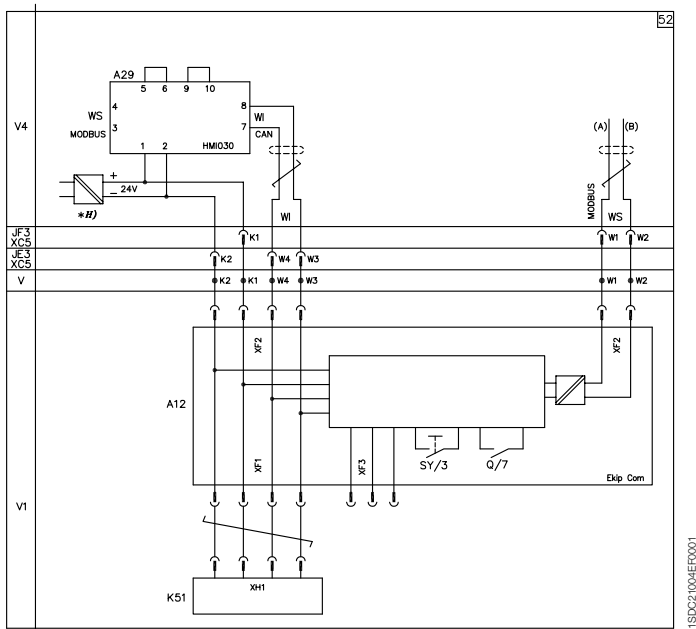 52
A29
5 6 9 10
4
8
WS
WI
V4
MODBUS
3
7
CAN
(A) (B)
1 2
HMI030
+
− 24V
*H)
WI
MODBUS
WS
JF3
XC5
K1
W1
W2
JE3
XC5
K2
W4
W3
V
K2
K1
W4
W3
W1
W2
XF2
XF2
A12
XF1
XF3
SY/3
Q/7
Ekip Com
V1
XH1
K51
1SDC21004EF0001